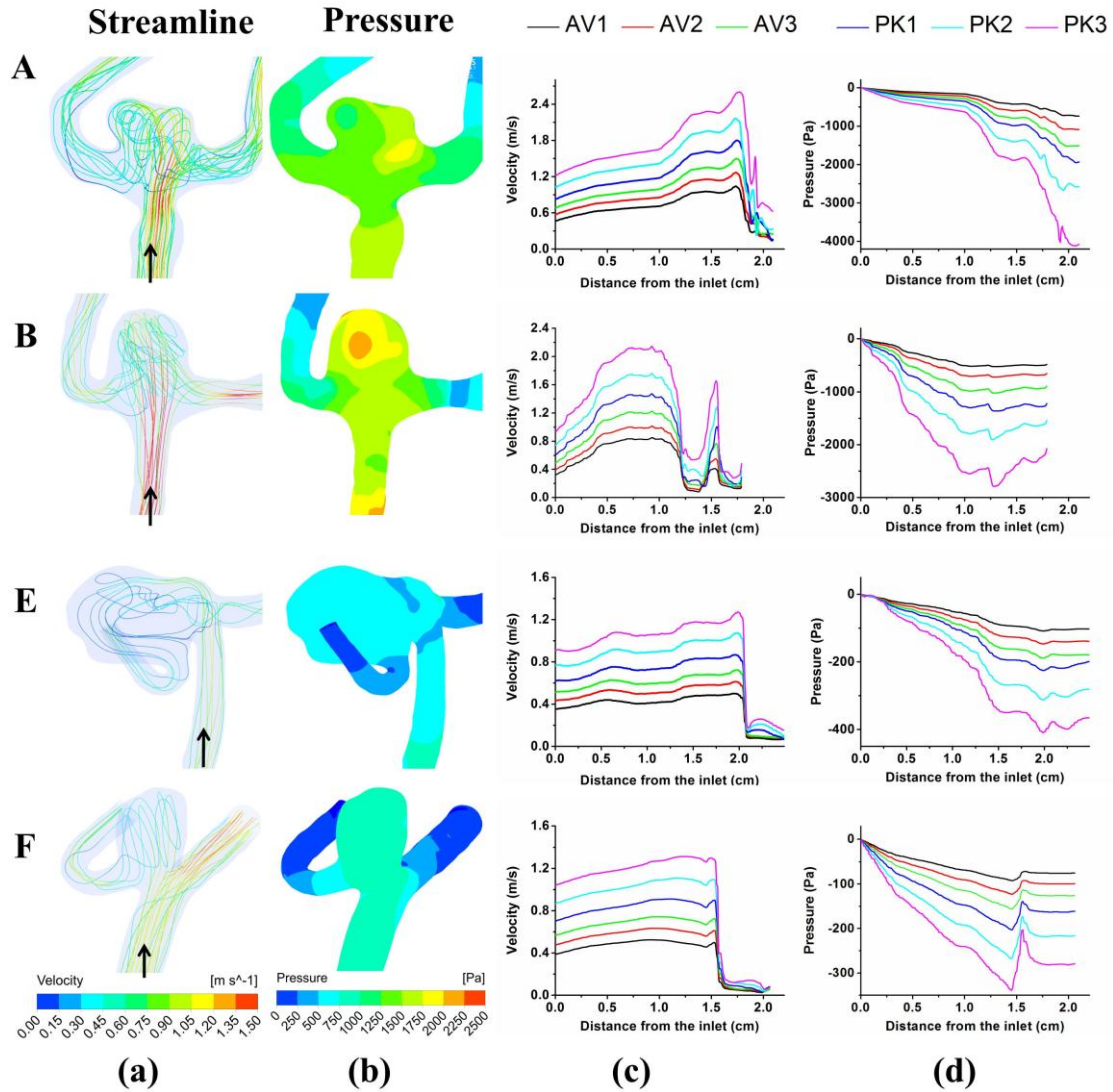 Streamline Pressure
AV1 AV2 AV3 PK1 PK2 PK3
A
Velocity (m/s)
2.4
1.8
1.2
0.6
0.0
0.0 0.5 1.0 1.5 2.0
Distance from the inlet (cm)
Pressure (Pa)
0
-1000
-2000
-3000
-4000
0.0 0.5 1.0 1.5 2.0
Distance from the inlet (cm)
B
Velocity (m/s)
2.4
2.0
1.6
1.2
0.8
0.4
0.0
0.0 0.5 1.0 1.5 2.0
Distance from the inlet (cm)
Pressure (Pa)
0
-1000
-2000
-3000
0.0 0.5 1.0 1.5 2.0
Distance from the inlet (cm)
E
Velocity (m/s)
1.6
1.2
0.8
0.4
0.0
0.0 0.5 1.0 1.5 2.0
Distance from the inlet (cm)
Pressure (Pa)
0
-200
-400
0.0 0.5 1.0 1.5 2.0
Distance from the inlet (cm)
F
Velocity (m/s)
1.6
1.2
0.8
0.4
0.0
0.0 0.5 1.0 1.5 2.0
Distance from the inlet (cm)
Pressure (Pa)
0
-100
-200
-300
0.0 0.5 1.0 1.5 2.0
Distance from the inlet (cm)
Velocity [m s^-1]
0.00 0.15 0.30 0.45 0.60 0.75 0.90 1.05 1.20 1.35 1.50
Pressure [Pa]
0 250 500 750 1000 1250 1500 1750 2000 2250 2500
(a) (b) (c) (d)